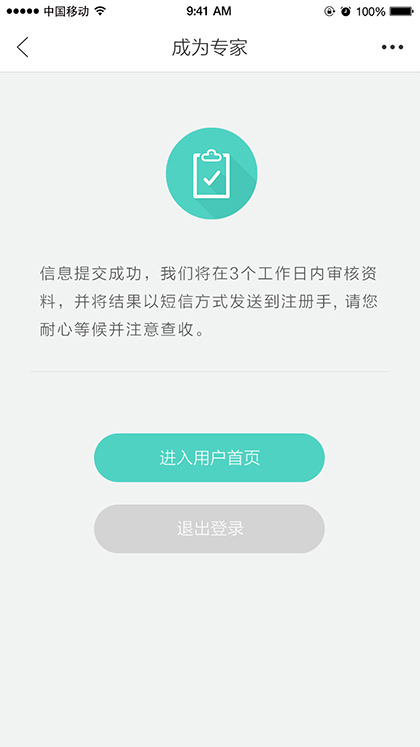 中国移动 9:41 AM 100%
成为专家
信息提交成功，我们将在3个工作日内审核资
料，并将结果以短信方式发送到注册手, 请您
耐心等候并注意查收。
进入用户首页
退出登录